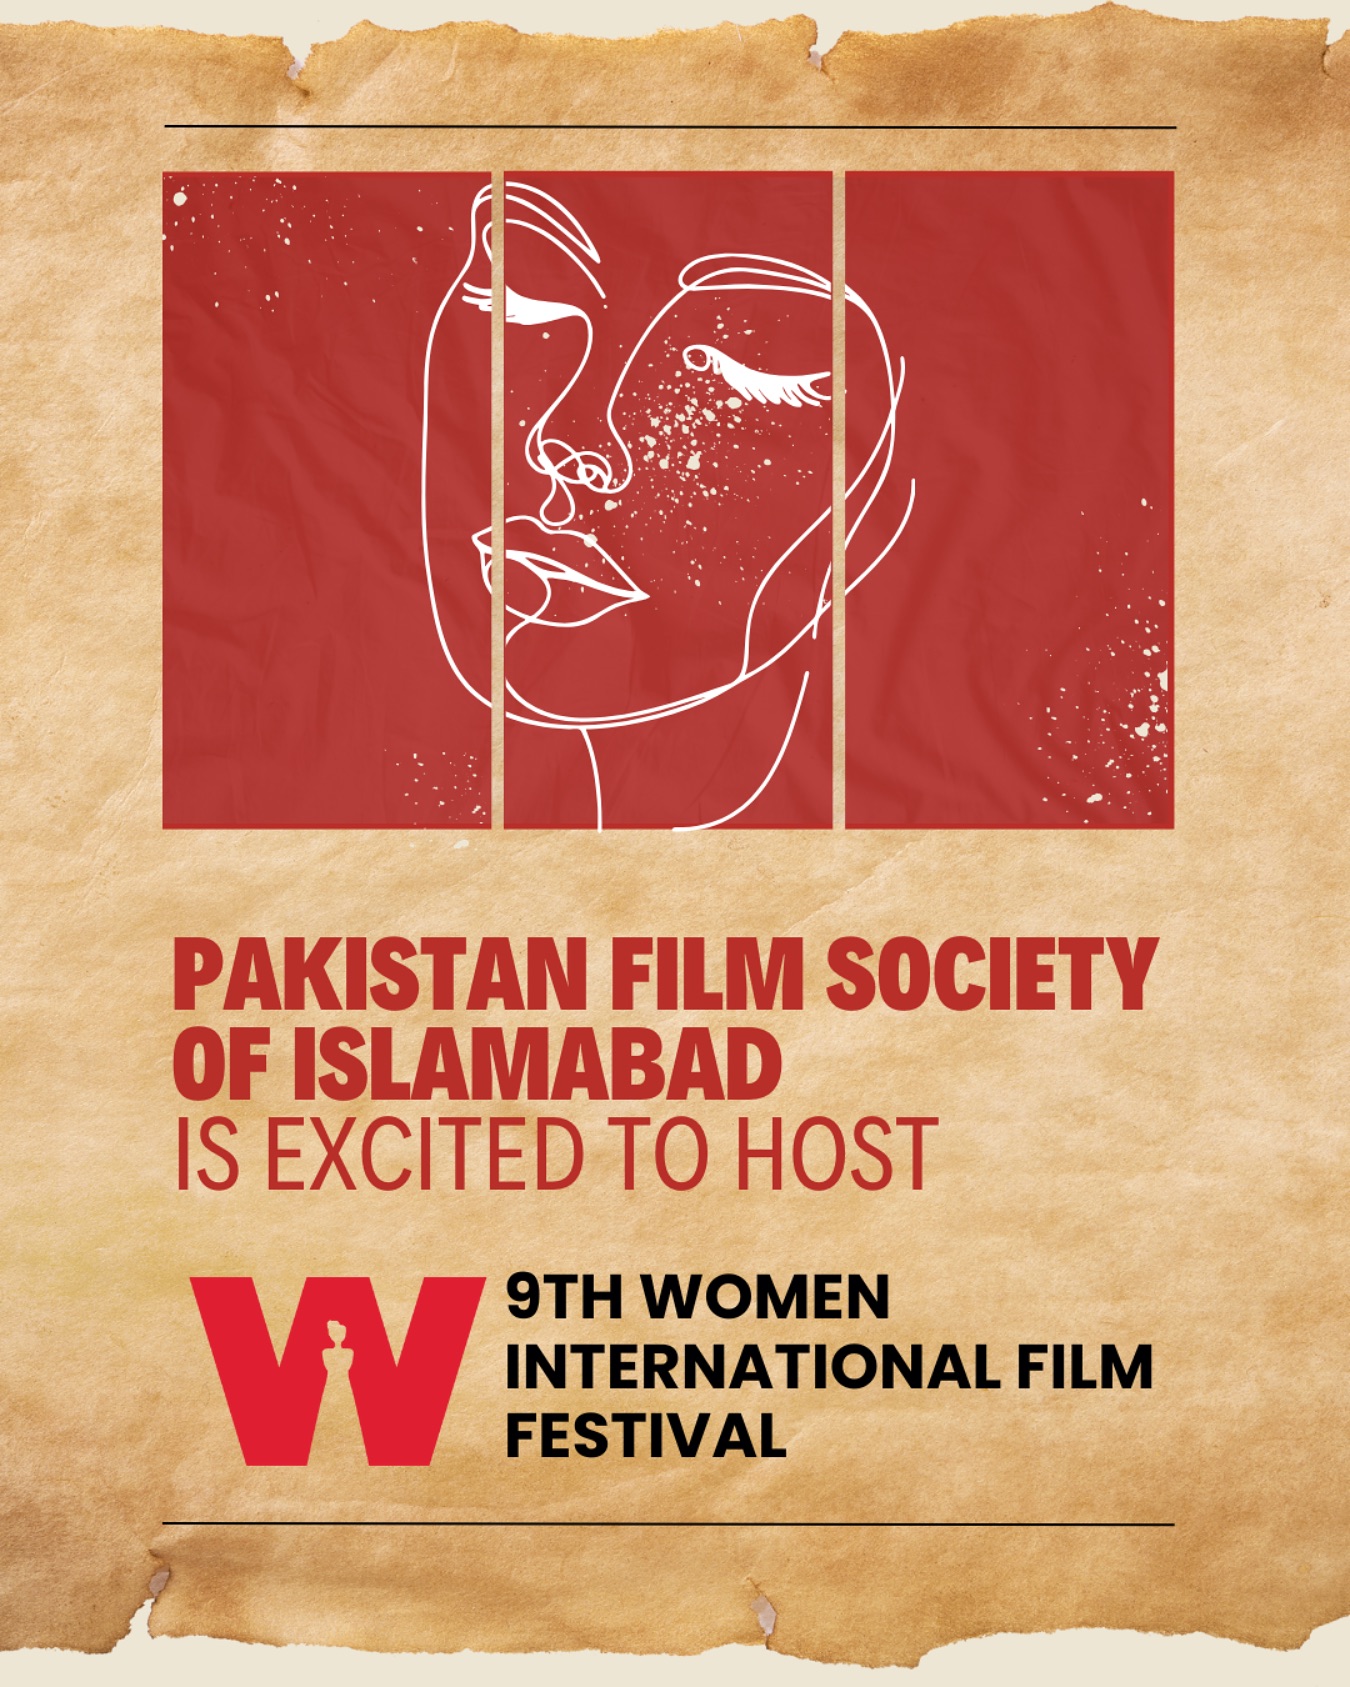 PAKISTAN FILM SOCIETY
OF ISLAMABAD
IS EXCITED TO HOST
W
9TH WOMEN
INTERNATIONAL FILM
FESTIVAL